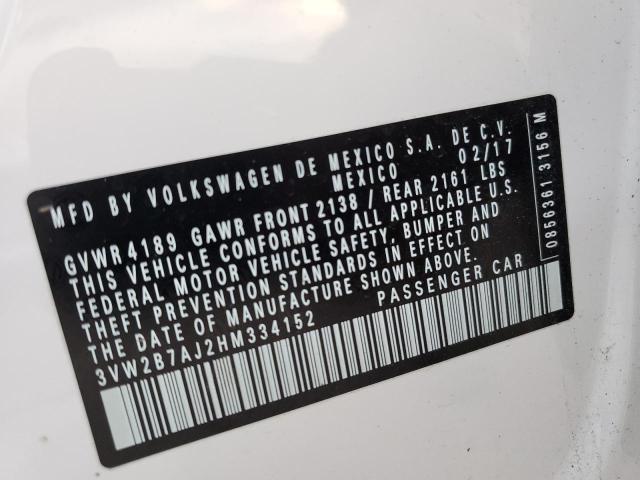 MFD BY VOLKSWAGEN DE MEXICO S.A. DE C.V.
MEXICO 02/17
GVWR 4189 GAWR FRONT 2138 / REAR 2161 LBS
THIS VEHICLE CONFORMS TO ALL APPLICABLE U.S.
FEDERAL MOTOR VEHICLE SAFETY, BUMPER AND
THEFT PREVENTION STANDARDS IN EFFECT ON
THE DATE OF MANUFACTURE SHOWN ABOVE.
3VW2B7AJ2HM334152 PASSENGER CAR
0856361 3156 M